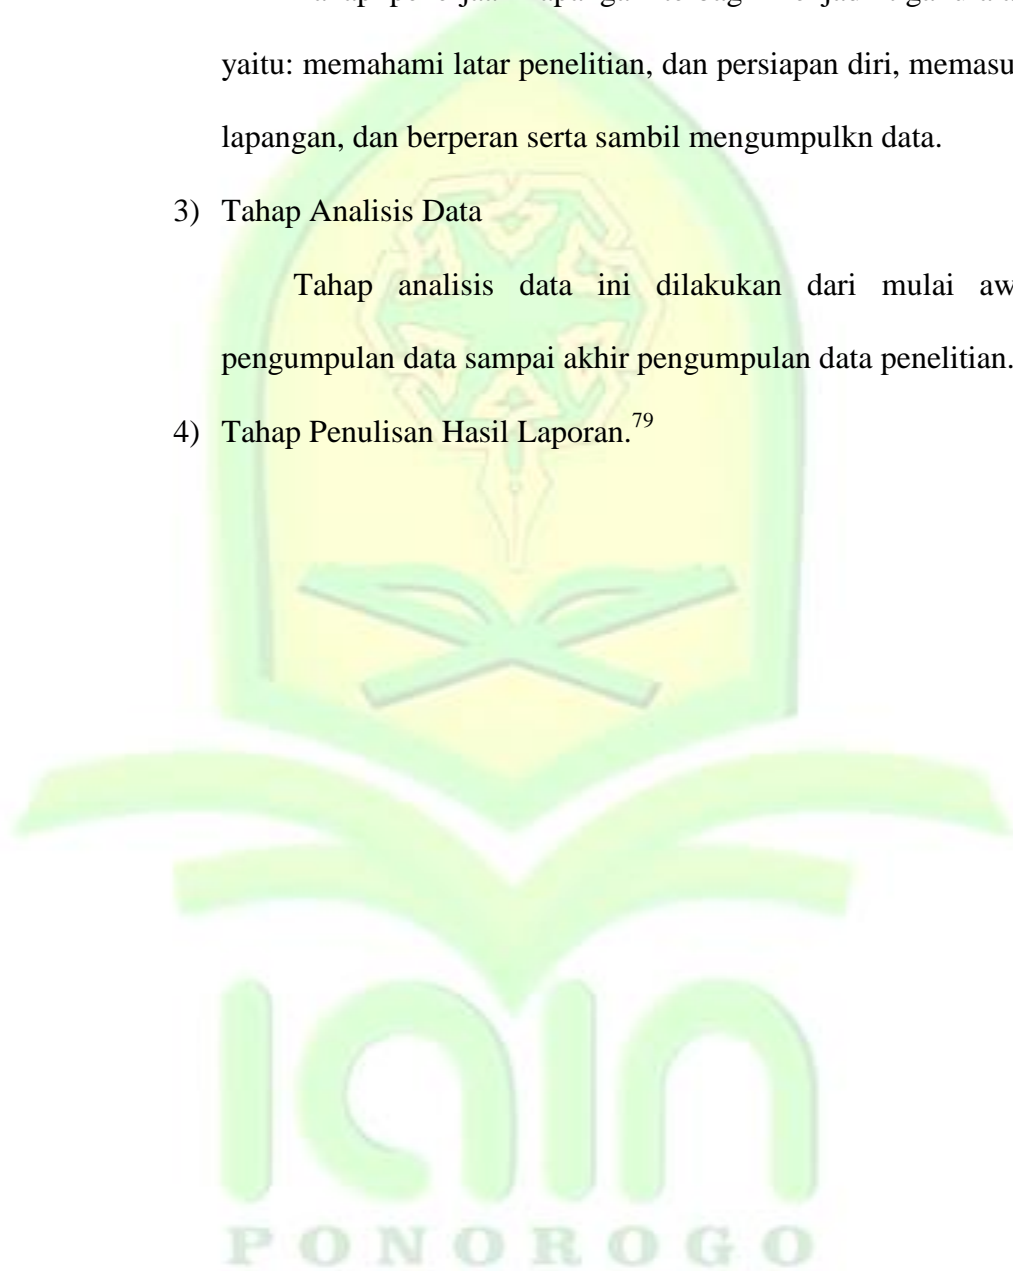 yaitu: memahami latar penelitian, dan persiapan diri, memasu
lapangan, dan berperan serta sambil mengumpulkn data.
3) Tahap Analisis Data
Tahap analisis data ini dilakukan dari mulai aw
pengumpulan data sampai akhir pengumpulan data penelitian.
4) Tahap Penulisan Hasil Laporan.79
iain
PONOROGO